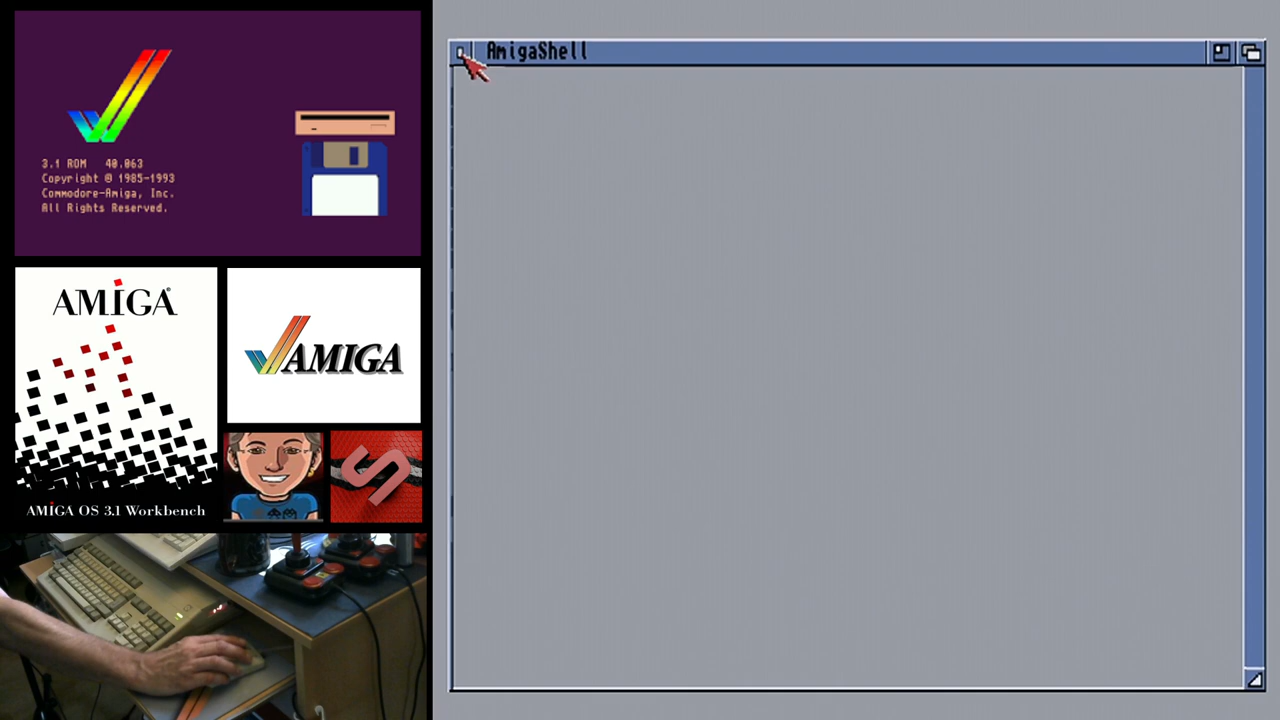 3.1 ROM 40.063
Copyright © 1985-1993
Commodore-Amiga, Inc.
All Rights Reserved.
AMIGA®
AMIGA OS 3.1 Workbench
AMIGA
S
AmigaShell